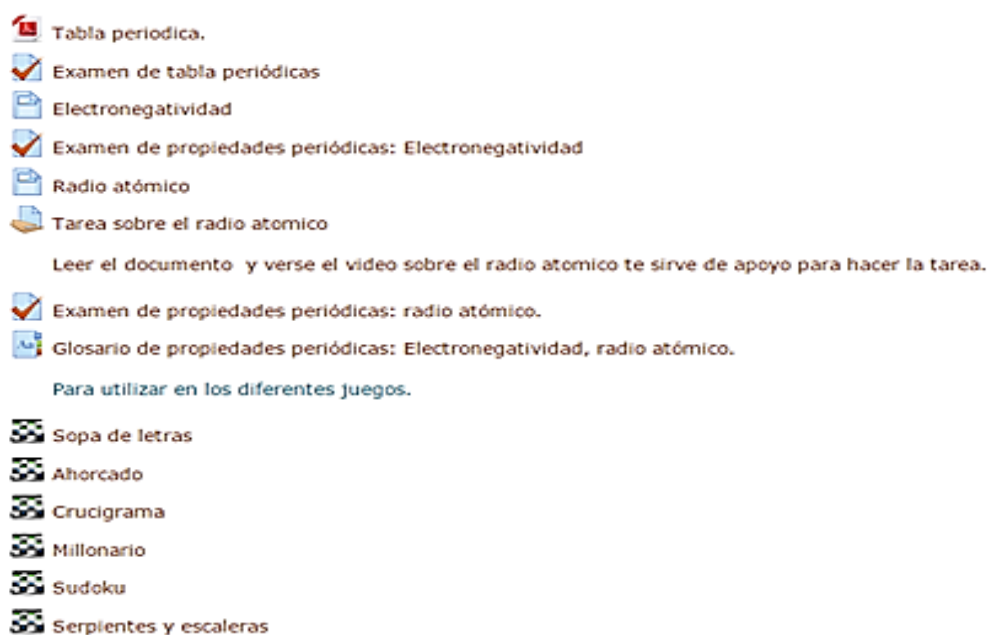 Tabla periodica.
Examen de tabla periódicas
Electronegatividad
Examen de propiedades periódicas: Electronegatividad
Radio atómico
Tarea sobre el radio atomico
Leer el documento y verse el video sobre el radio atomico te sirve de apoyo para hacer la tarea.
Examen de propiedades periódicas: radio atómico.
Glosario de propiedades periódicas: Electronegatividad, radio atómico.
Para utilizar en los diferentes juegos.
Sopa de letras
Ahorcado
Crucigrama
Millonario
Sudoku
Serpientes y escaleras